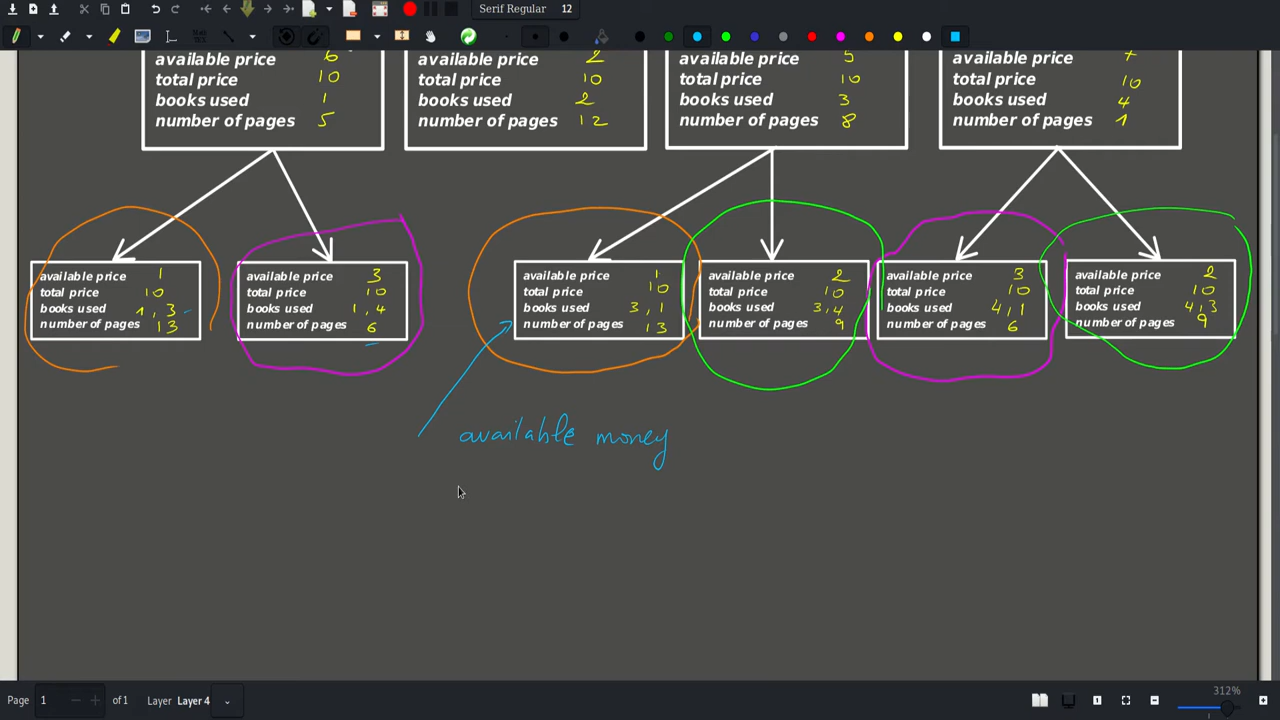 Serif Regular 12
available price 6 available price 2 available price 5 available price 7
total price 10 total price 10 total price 10 total price 10
books used 1 books used 2 books used 3 books used 4
number of pages 5 number of pages 12 number of pages 8 number of pages 1
available price 1 available price 3 available price 1 available price 2 available price 3 available price 2
total price 10 total price 10 total price 10 total price 10 total price 10 total price 10
books used 1, 3 books used 1, 4 books used 3, 1 books used 3, 4 books used 4, 1 books used 4, 3
number of pages 13 number of pages 6 number of pages 13 number of pages 9 number of pages 6 number of pages 9
available money
Page 1 of 1 Layer Layer 4 312%